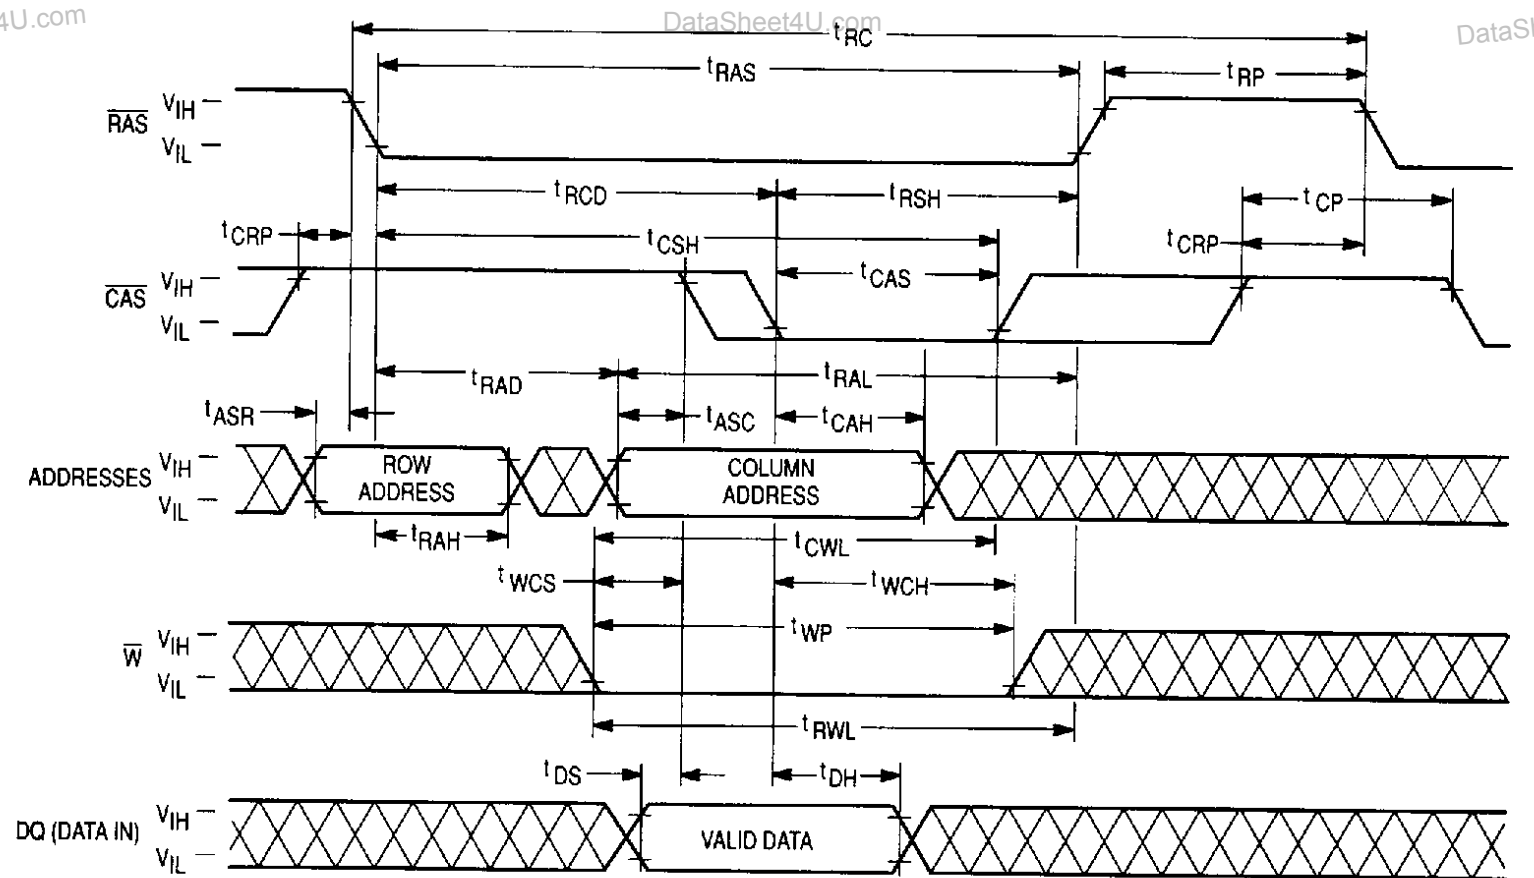 4U.com
DataSheet4U.com
DataSh
tRC
tRAS
tRP
RAS
VIH
VIL
tRCD
tRSH
tCP
tCRP
tCSH
tCRP
tCAS
CAS
VIH
VIL
tRAD
tRAL
tASR
tASC
tCAH
ADDRESSES
VIH
VIL
ROW
ADDRESS
COLUMN
ADDRESS
tRAH
tCWL
tWCS
tWCH
tWP
W
VIH
VIL
tRWL
tDS
tDH
DQ (DATA IN)
VIH
VIL
VALID DATA